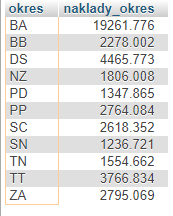 okres naklady_okres
BA 19261.776
BB 2278.002
DS 4465.773
NZ 1806.008
PD 1347.865
PP 2764.084
SC 2618.352
SN 1236.721
TN 1554.662
TT 3766.834
ZA 2795.069